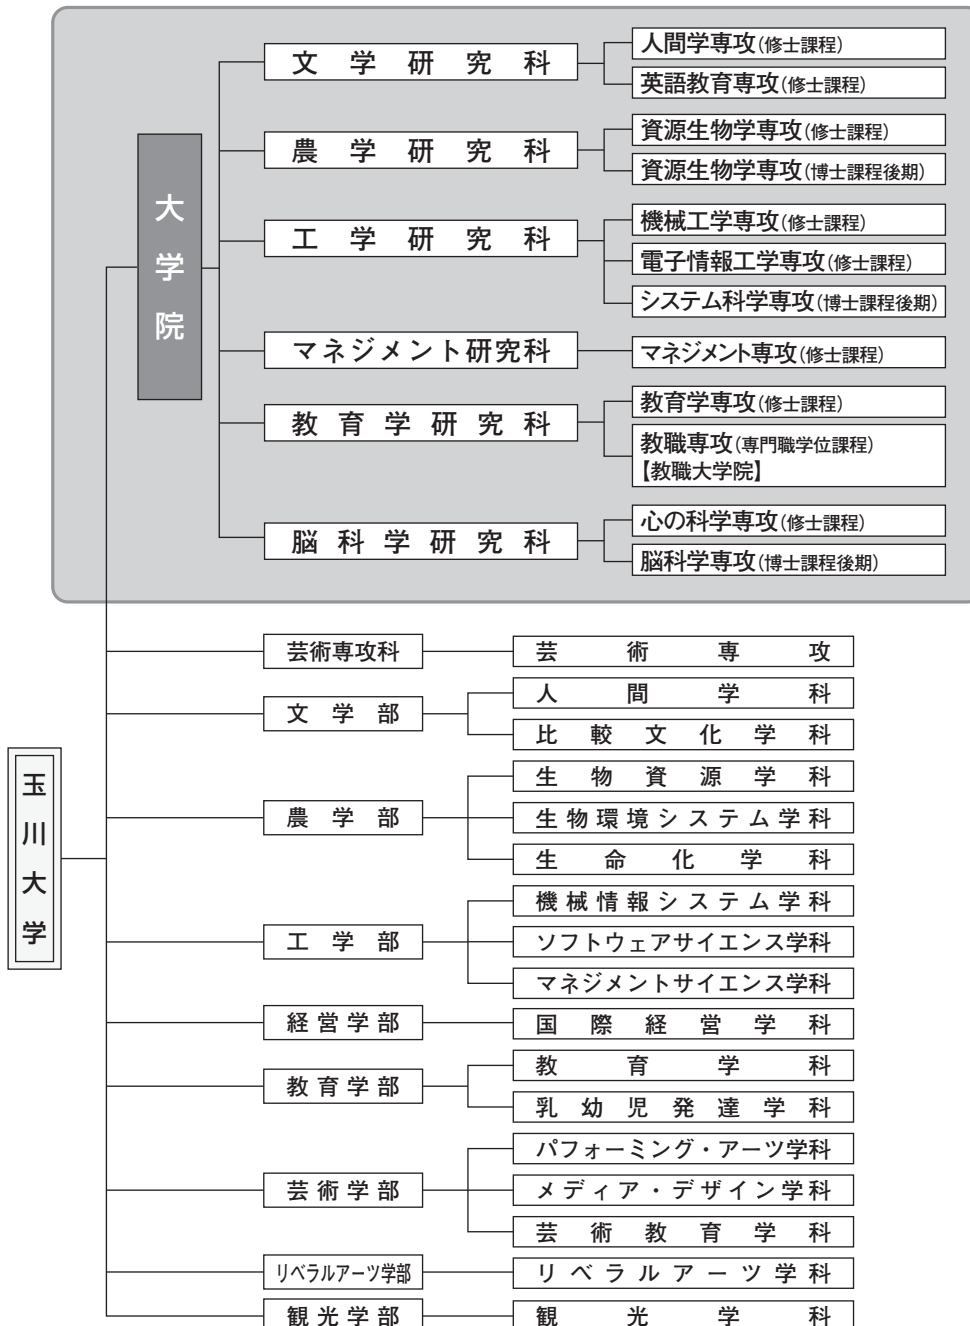 玉川大学
大学院
文学研究科
人間学専攻(修士課程)
英語教育専攻(修士課程)
農学研究科
資源生物学専攻(修士課程)
資源生物学専攻(博士課程後期)
工学研究科
機械工学専攻(修士課程)
電子情報工学専攻(修士課程)
システム科学専攻(博士課程後期)
マネジメント研究科
マネジメント専攻(修士課程)
教育学研究科
教育学専攻(修士課程)
教職専攻(専門職学位課程)
【教職大学院】
脳科学研究科
心の科学専攻(修士課程)
脳科学専攻(博士課程後期)
芸術専攻科
芸術専攻
文学部
人間学科
比較文化学科
農学部
生物資源学科
生物環境システム学科
生命化学科
工学部
機械情報システム学科
ソフトウェアサイエンス学科
マネジメントサイエンス学科
経営学部
国際経営学科
教育学部
教育学科
乳幼児発達学科
芸術学部
パフォーミング・アーツ学科
メディア・デザイン学科
芸術教育学科
リベラルアーツ学部
リベラルアーツ学科
観光学部
観光学科